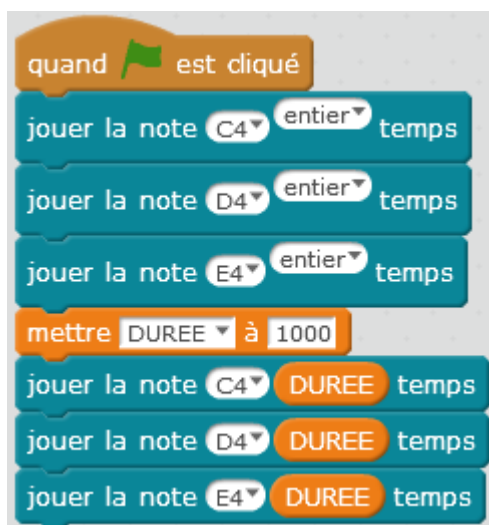 quand est cliqué
jouer la note C4 entier temps
jouer la note D4 entier temps
jouer la note E4 entier temps
mettre DUREE à 1000
jouer la note C4 DUREE temps
jouer la note D4 DUREE temps
jouer la note E4 DUREE temps